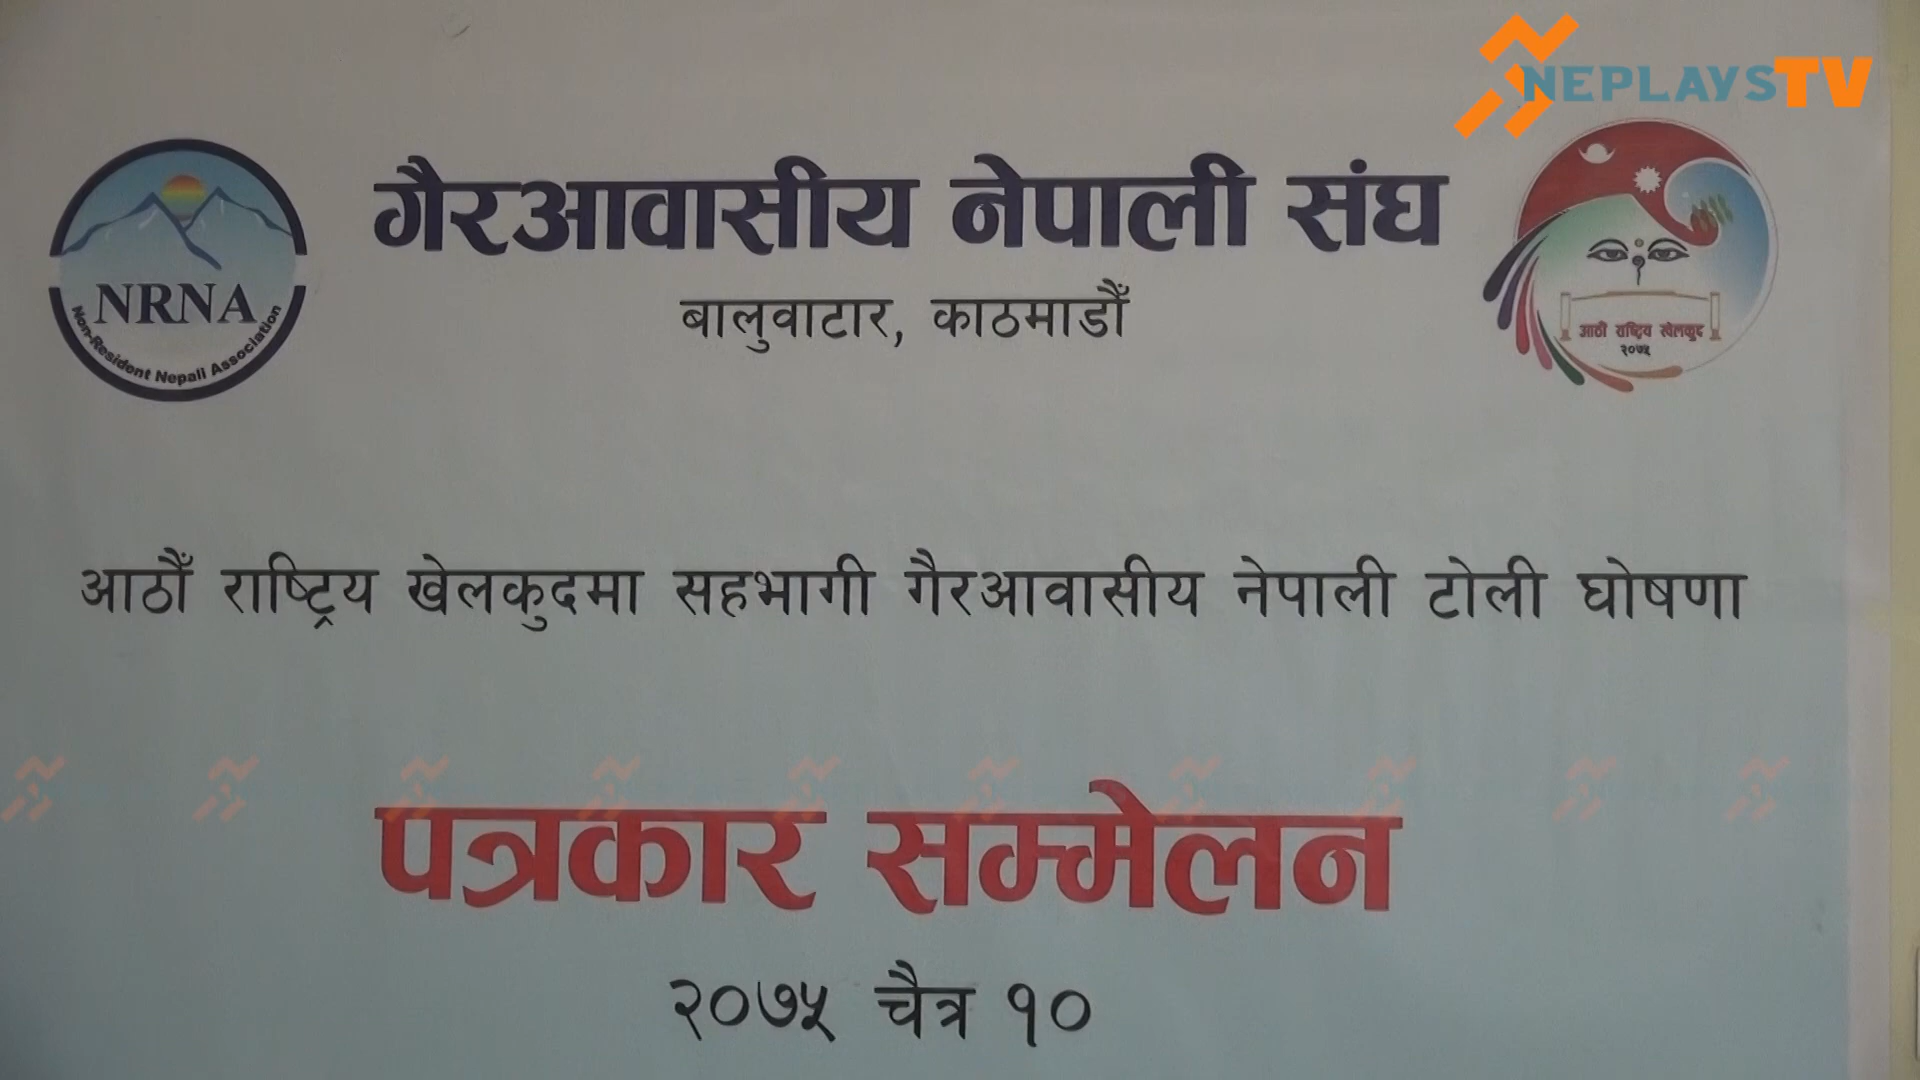 NEPLAYSTV
गैरआवासीय नेपाली संघ
बालुवाटार, काठमाडौँ
NRNA
Non-Resident Nepali Association
आठौँ राष्ट्रिय खेलकुद
२०७५
आठौँ राष्ट्रिय खेलकुदमा सहभागी गैरआवासीय नेपाली टोली घोषणा
पत्रकार सम्मेलन
२०७५ चैत्र १०